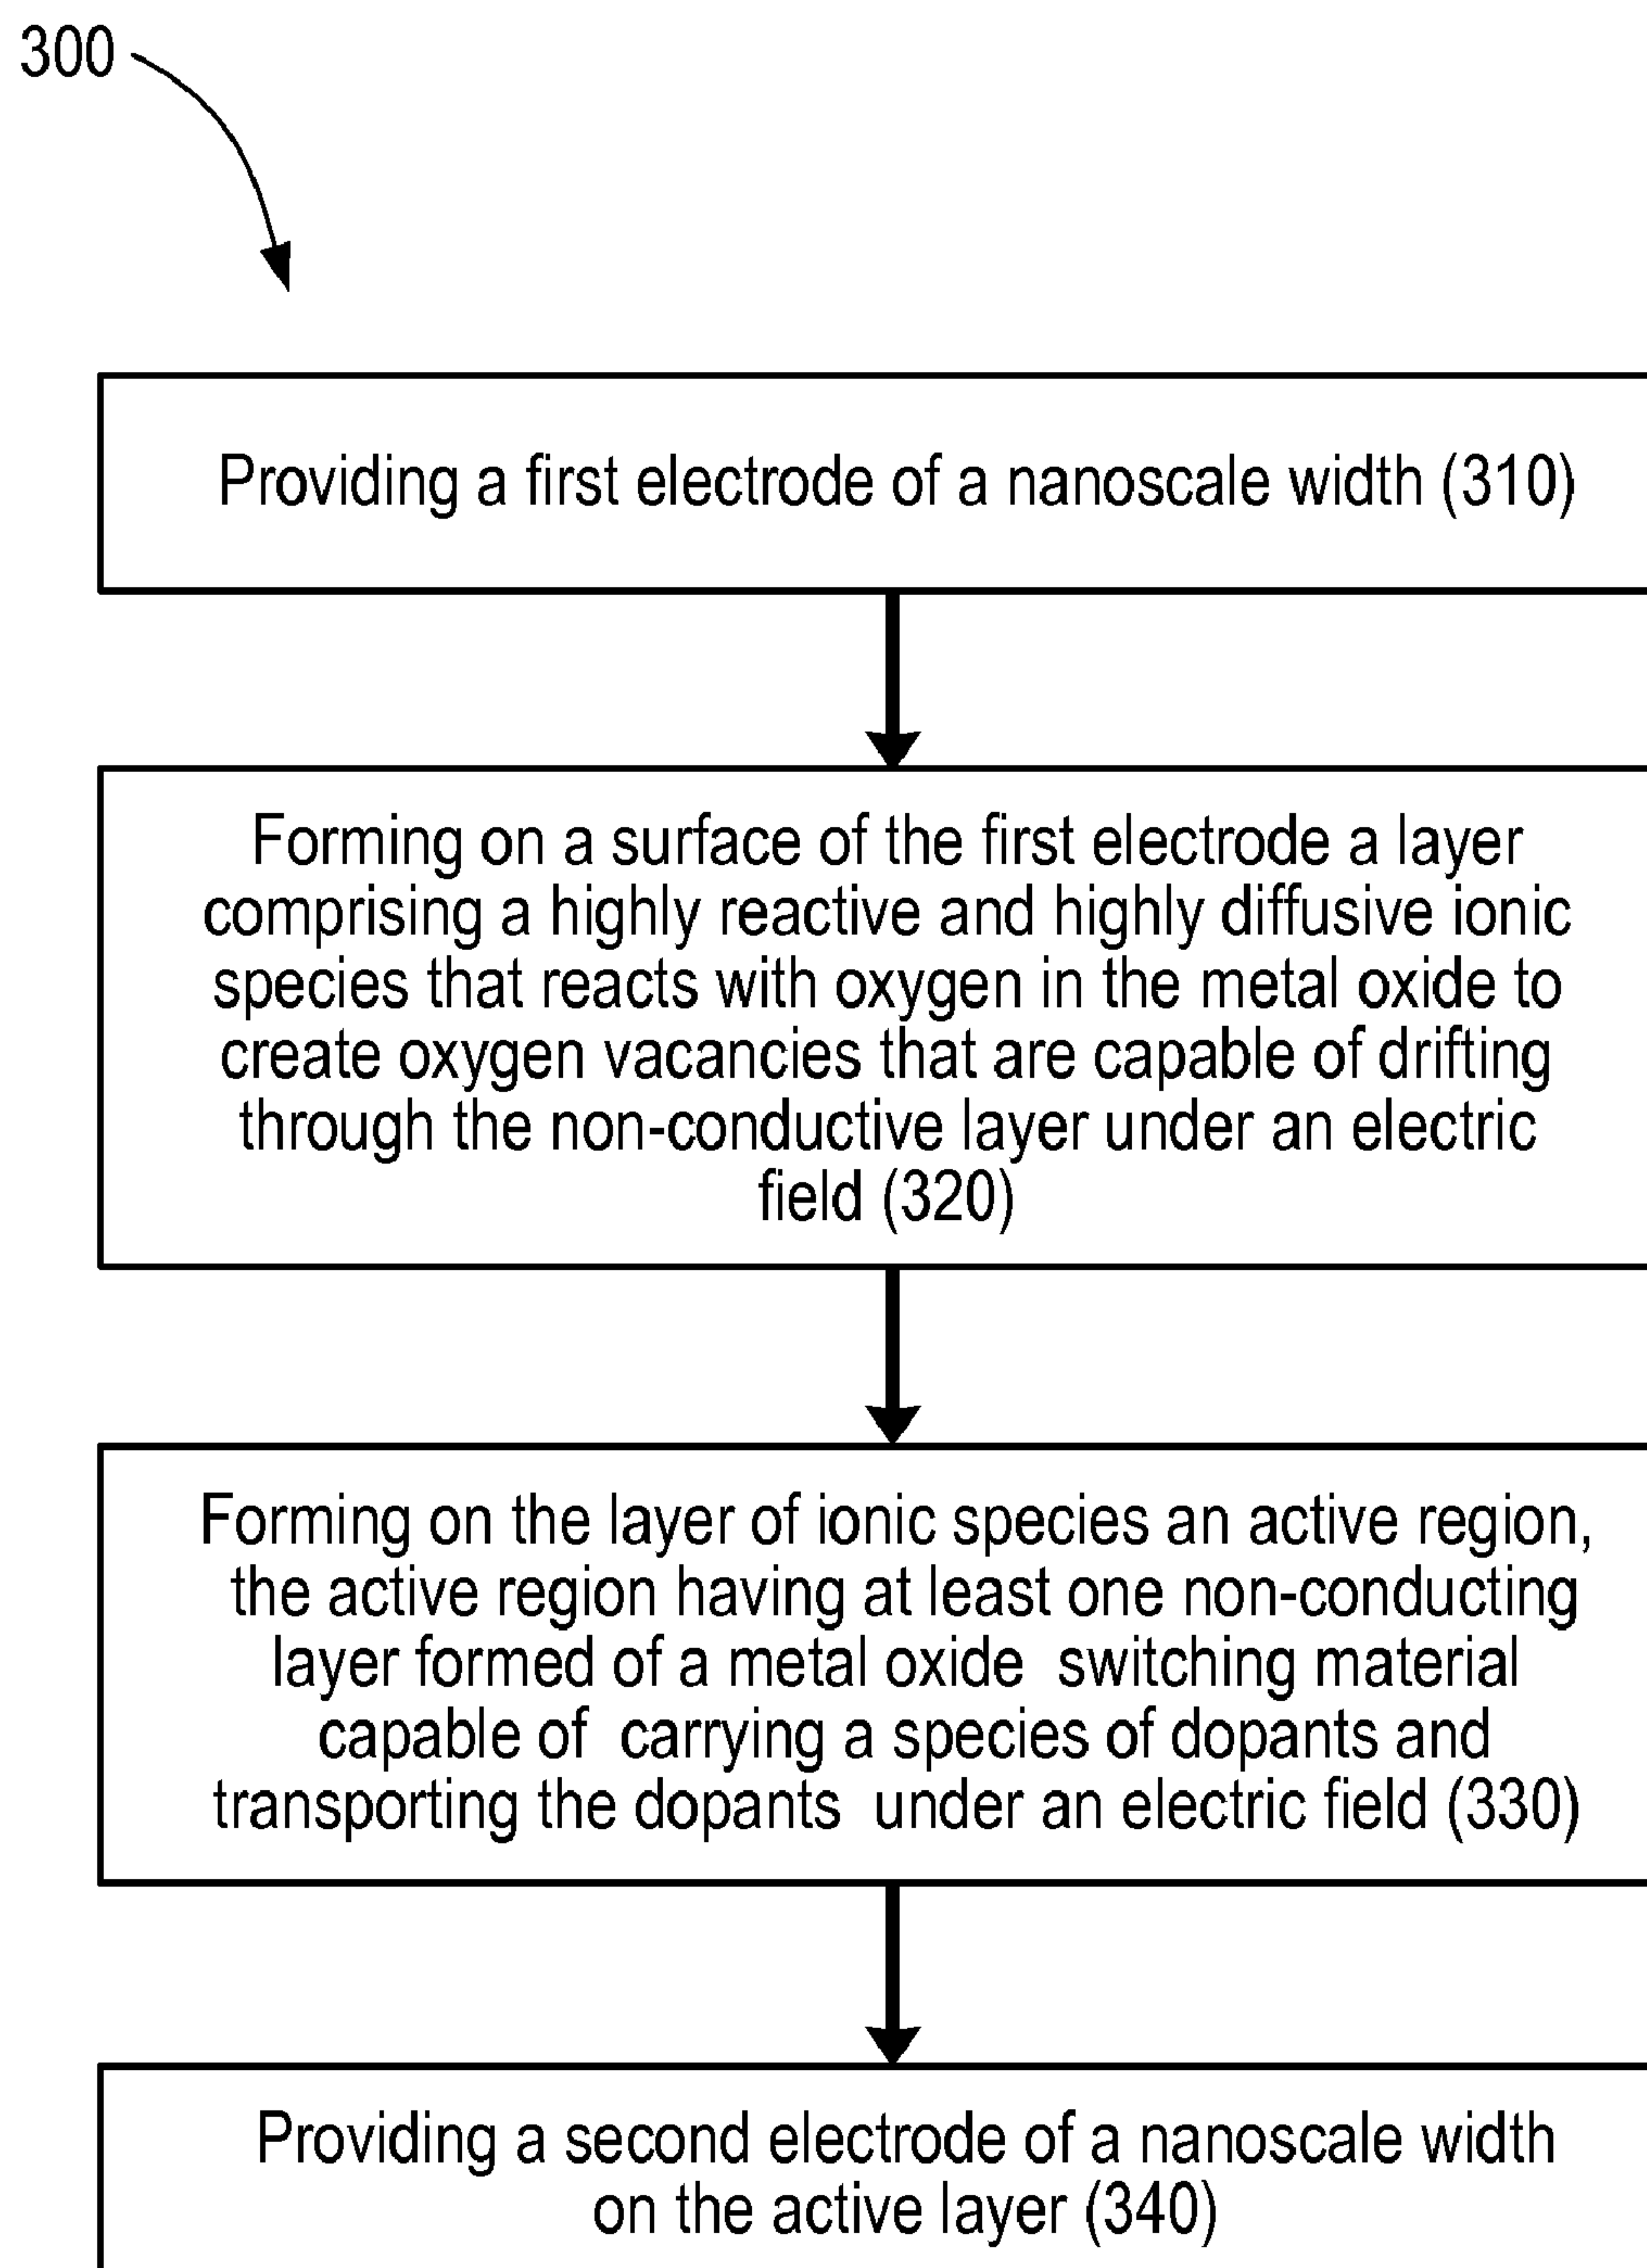 300
Providing a first electrode of a nanoscale width (310)
Forming on a surface of the first electrode a layer
comprising a highly reactive and highly diffusive ionic
species that reacts with oxygen in the metal oxide to
create oxygen vacancies that are capable of drifting
through the non-conductive layer under an electric
field (320)
Forming on the layer of ionic species an active region,
the active region having at least one non-conducting
layer formed of a metal oxide switching material
capable of carrying a species of dopants and
transporting the dopants under an electric field (330)
Providing a second electrode of a nanoscale width
on the active layer (340)